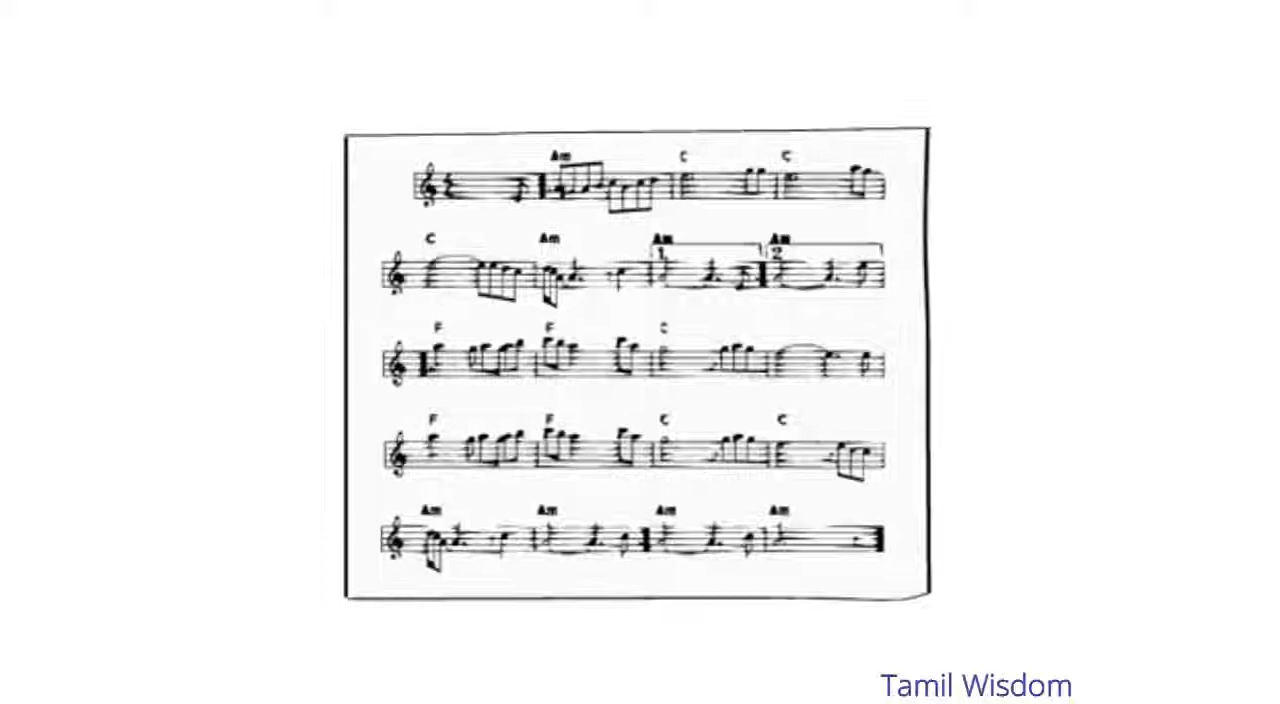 Am C C
C Am Am Am
1 2
F F C
F F C C
Am Am Am Am
Tamil Wisdom